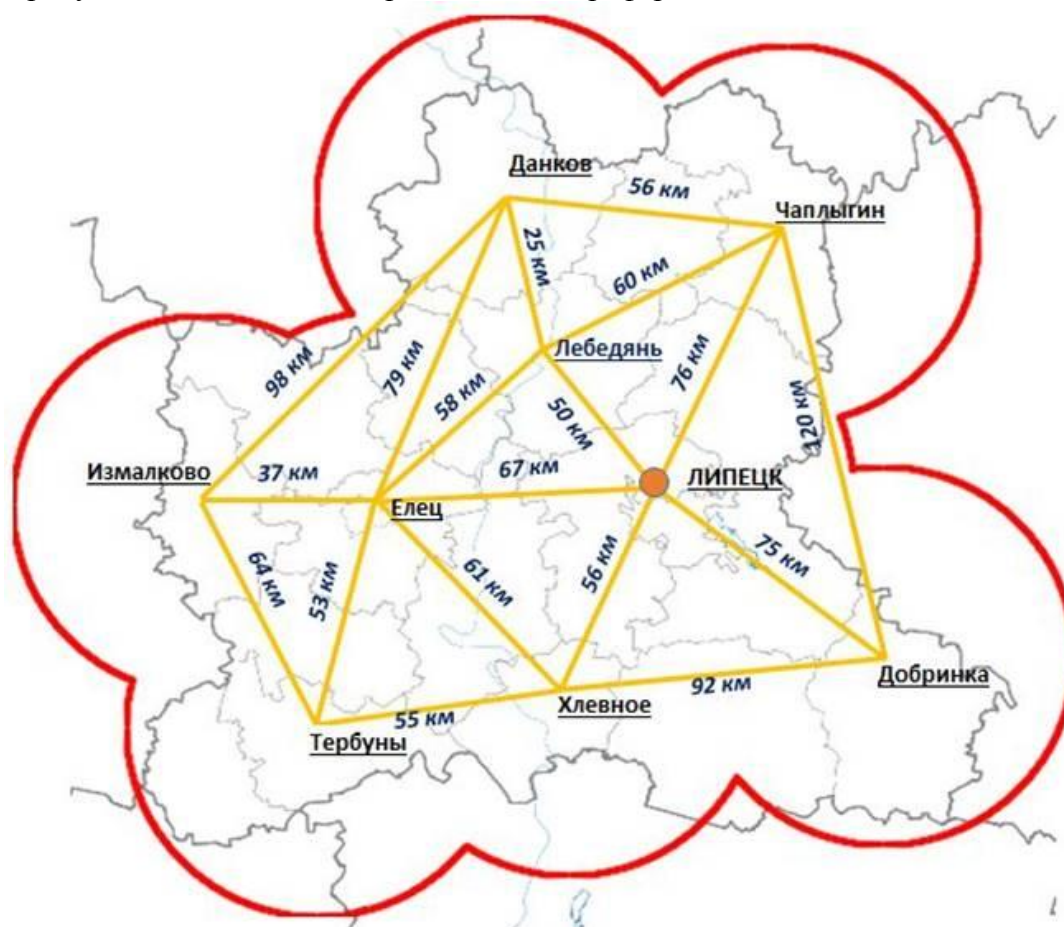 Данков
56 км
Чаплыгин
25 км
60 км
98 км
79 км
Лебедянь
76 км
58 км
50 км
120 км
Измалково
37 км
67 км
ЛИПЕЦК
Елец
64 км
53 км
61 км
56 км
75 км
Добринка
92 км
Хлевное
55 км
Тербуны